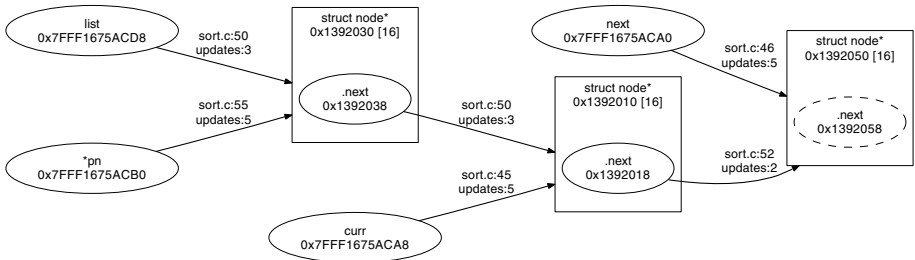 list
0x7FFF1675ACD8
sort.c:50
updates:3
struct node*
0x1392030 [16]
.next
0x1392038
sort.c:55
updates:5
*pn
0x7FFF1675ACB0
sort.c:50
updates:3
next
0x7FFF1675ACA0
sort.c:46
updates:5
struct node*
0x1392050 [16]
.next
0x1392058
struct node*
0x1392010 [16]
.next
0x1392018
sort.c:52
updates:2
sort.c:45
updates:5
curr
0x7FFF1675ACA8